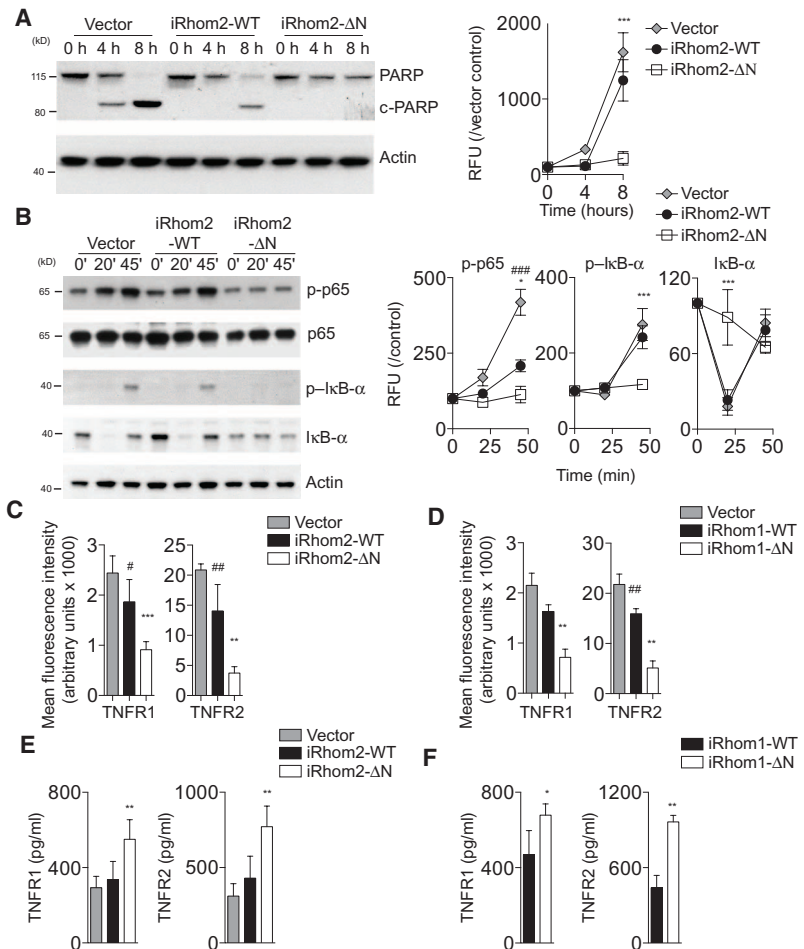 A
Vector iRhom2-WT iRhom2-ΔN
(kD) 0 h 4 h 8 h 0 h 4 h 8 h 0 h 4 h 8 h
115 PARP
80 c-PARP
40 Actin
2000
1000
0
RFU (/vector control)
0 4 8
Time (hours)
***
Vector
iRhom2-WT
iRhom2-ΔN
B
Vector iRhom2 -WT iRhom2 -ΔN
(kD) 0' 20' 45' 0' 20' 45' 0' 20' 45'
65 p-p65
65 p65
40 p–IκB-α
40 IκB-α
40 Actin
Vector
iRhom2-WT
iRhom2-ΔN
RFU (/control)
p-p65
###
*
500
250
0
0 25 50
p–IκB-α
***
400
200
0
0 25 50
IκB-α
***
120
60
0
0 25 50
Time (min)
C
Vector
iRhom2-WT
iRhom2-ΔN
Mean fluorescence intensity
(arbitrary units x 1000)
3
2
1
0
#
***
TNFR1
25
20
15
10
5
0
##
**
TNFR2
D
Vector
iRhom1-WT
iRhom1-ΔN
Mean fluorescence intensity
(arbitrary units x 1000)
3
2
1
0
**
TNFR1
30
20
10
0
##
**
TNFR2
E
Vector
iRhom2-WT
iRhom2-ΔN
TNFR1 (pg/ml)
800
400
0
**
TNFR2 (pg/ml)
1000
500
0
**
F
iRhom1-WT
iRhom1-ΔN
TNFR1 (pg/ml)
800
400
0
*
TNFR2 (pg/ml)
1200
600
0
**